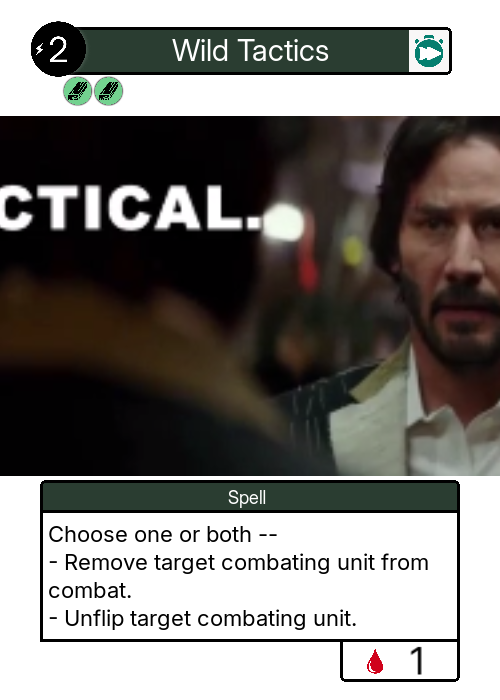 2
Wild Tactics
CTICAL.
Spell
Choose one or both --
- Remove target combating unit from
combat.
- Unflip target combating unit.
1